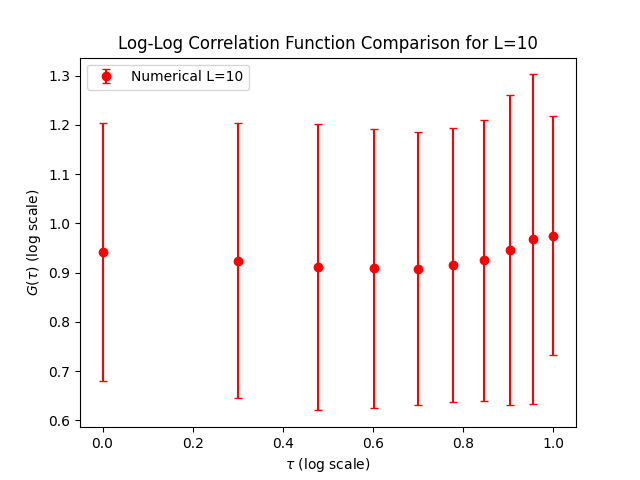 Log-Log Correlation Function Comparison for L=10
Numerical L=10
G(τ) (log scale)
1.3
1.2
1.1
1.0
0.9
0.8
0.7
0.6
0.0 0.2 0.4 0.6 0.8 1.0
τ (log scale)